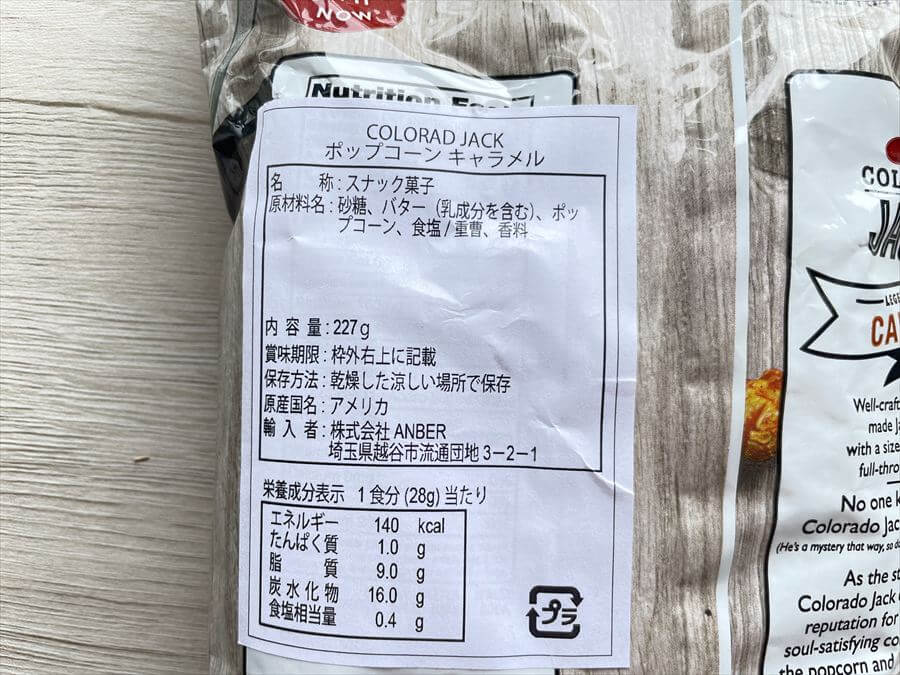 NOW™
Nutrition
COLORAD JACK
ポップコーン キャラメル
名 称:スナック菓子
原材料名:砂糖、バター(乳成分を含む)、ポッ
プコーン、食塩/重曹、香料
内 容 量:227g
賞味期限:枠外右上に記載
保存方法:乾燥した涼しい場所で保存
原産国名:アメリカ
輸 入 者:株式会社 ANBER
埼玉県越谷市流通団地3-2-1
栄養成分表示 1食分(28g)当たり
エネルギー 140 kcal
たんぱく質 1.0 g
脂 質 9.0 g
炭水化物 16.0 g
食塩相当量 0.4 g
プラ
COL
JA
LEGE
CA
Well-craft
made
with a size
full-thro
No one k
Colorado Jac
(He's a mystery that way, so
As the st
Colorado Jack
reputation for
soul-satisfying co
the popcorn and